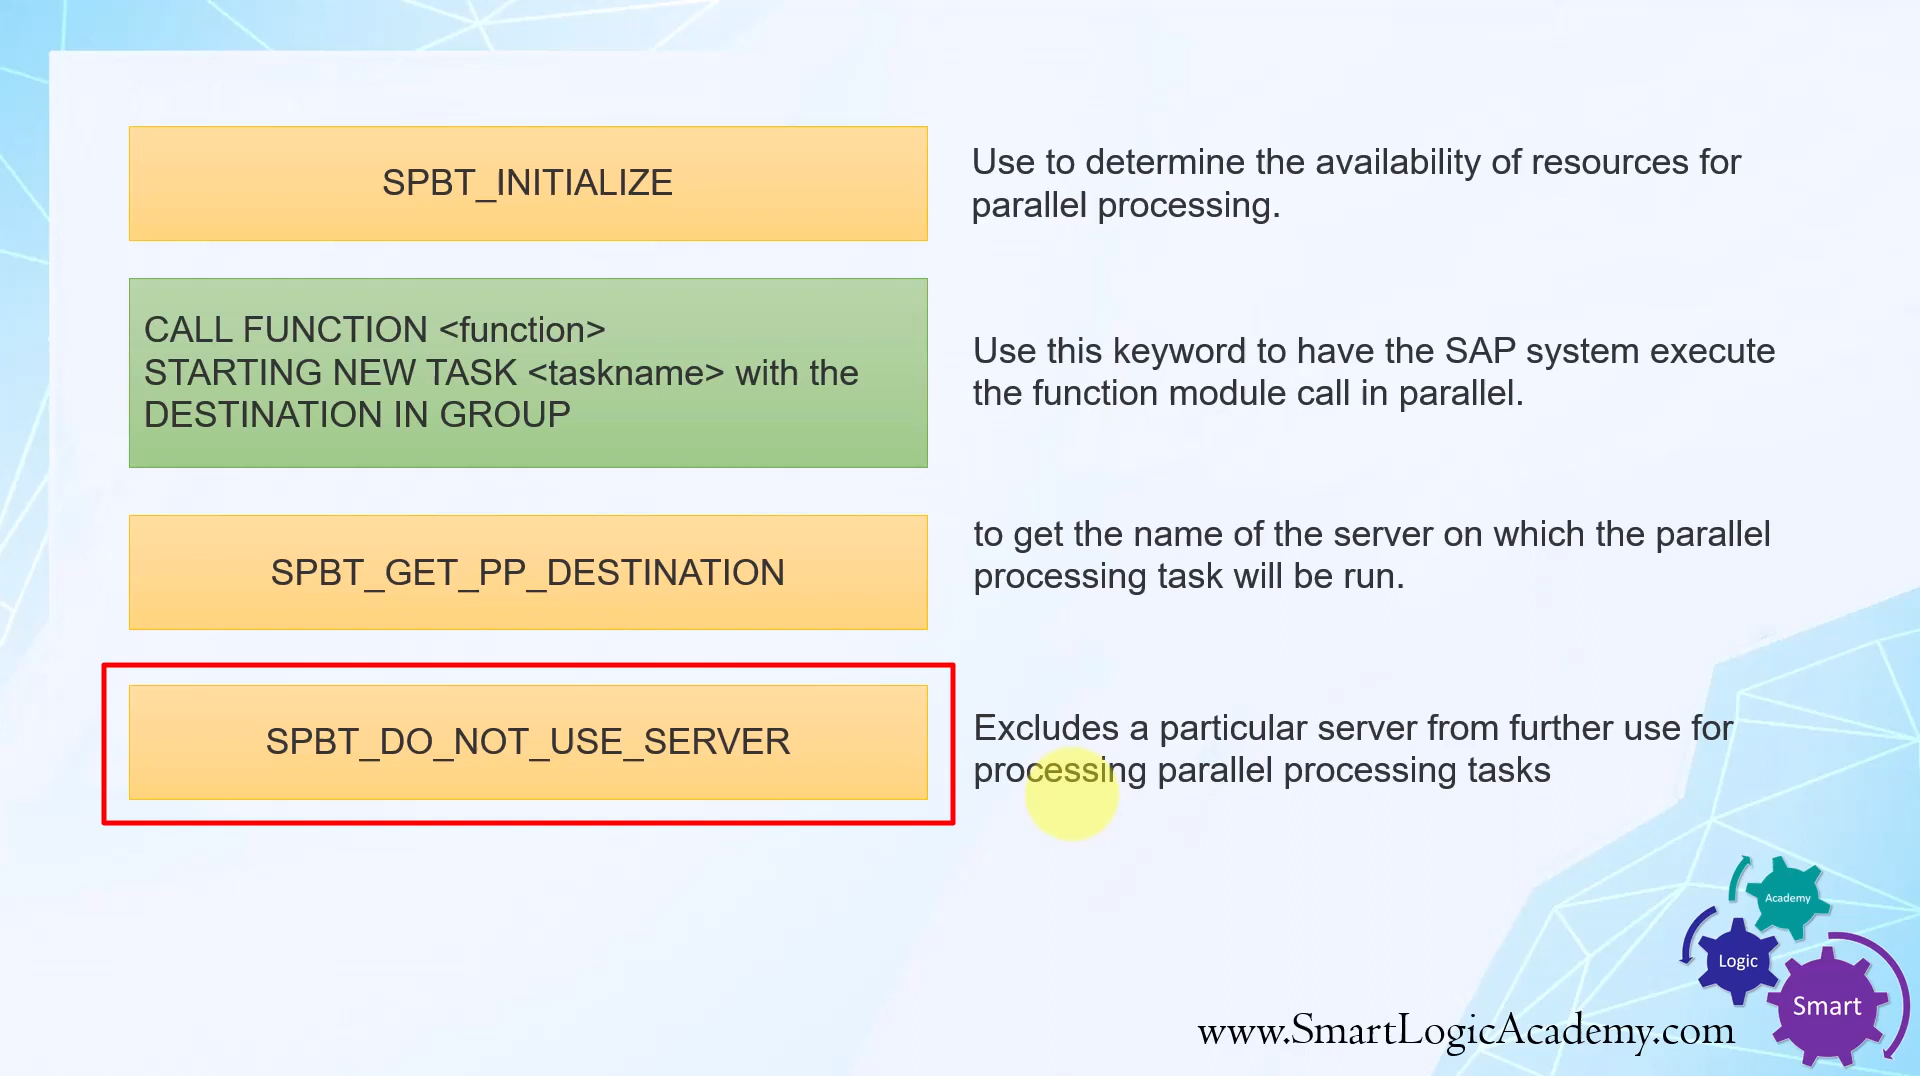 SPBT_INITIALIZE
Use to determine the availability of resources for
parallel processing.
CALL FUNCTION <function>
STARTING NEW TASK <taskname> with the
DESTINATION IN GROUP
Use this keyword to have the SAP system execute
the function module call in parallel.
SPBT_GET_PP_DESTINATION
to get the name of the server on which the parallel
processing task will be run.
SPBT_DO_NOT_USE_SERVER
Excludes a particular server from further use for
processing parallel processing tasks
Academy
Logic
Smart
www.SmartLogicAcademy.com